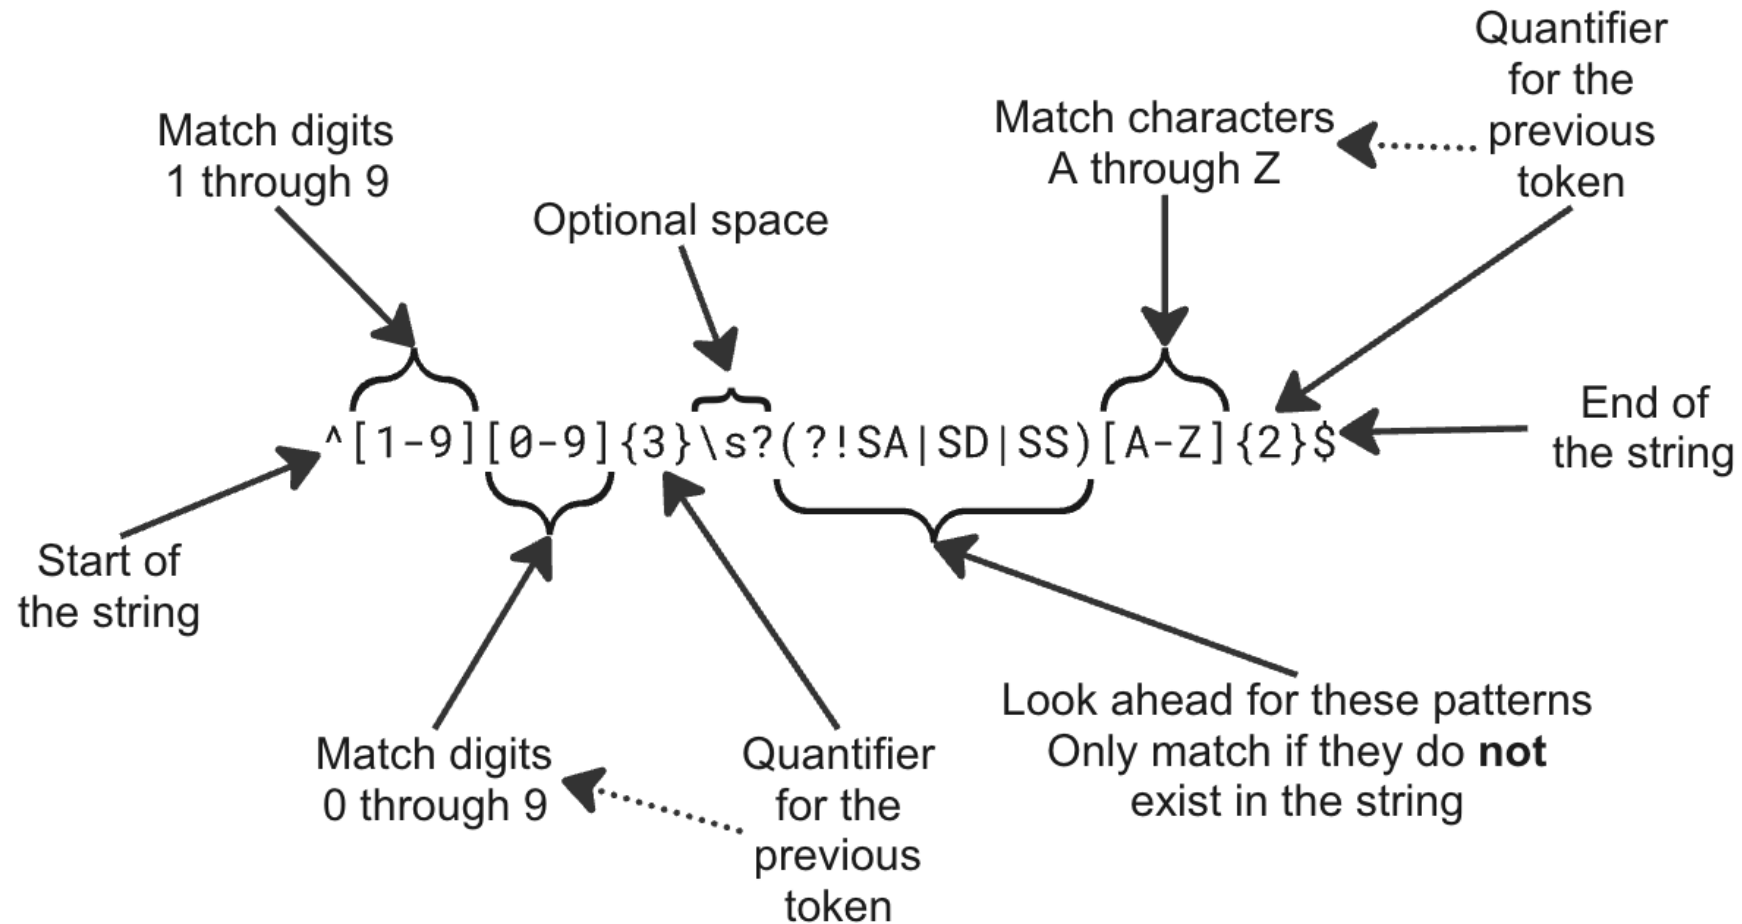 Quantifier
for the
previous
token
Match characters
A through Z
Match digits
1 through 9
Optional space
^[1-9][0-9]{3}\s?(?!SA|SD|SS)[A-Z]{2}$
End of
the string
Start of
the string
Match digits
0 through 9
Quantifier
for the
previous
token
Look ahead for these patterns
Only match if they do not
exist in the string